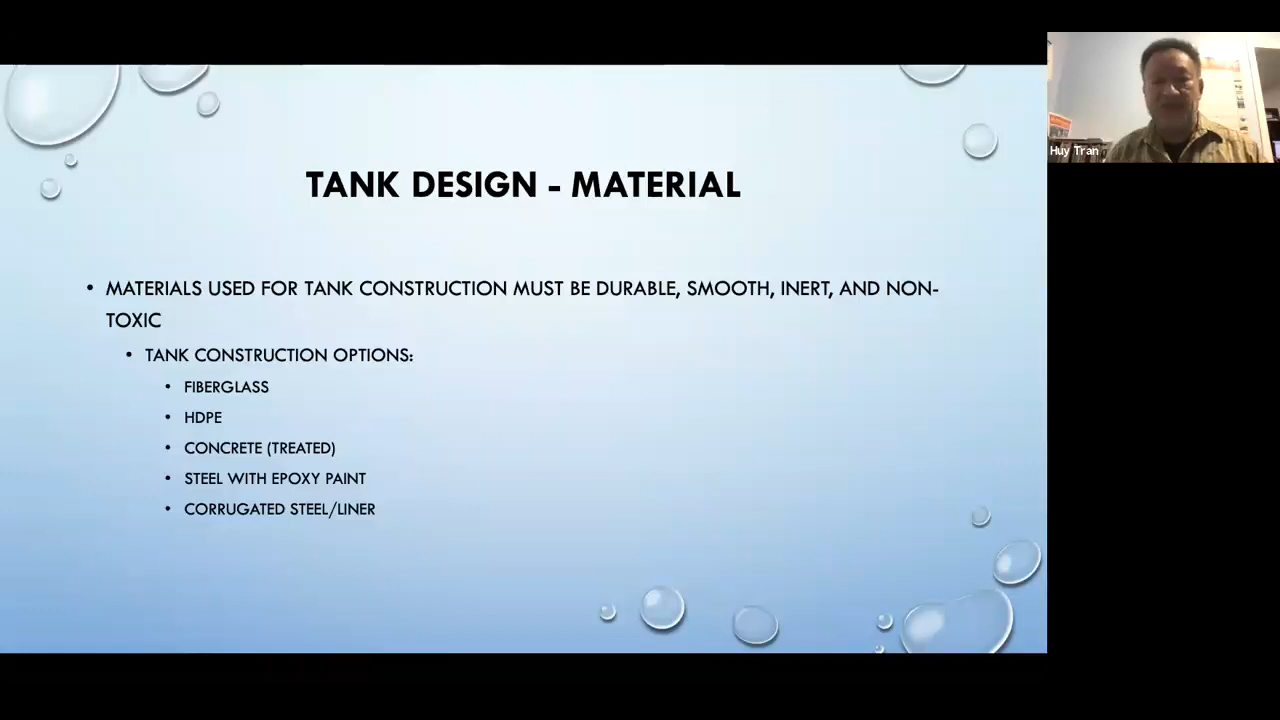 TANK DESIGN - MATERIAL
• MATERIALS USED FOR TANK CONSTRUCTION MUST BE DURABLE, SMOOTH, INERT, AND NON-
TOXIC
• TANK CONSTRUCTION OPTIONS:
• FIBERGLASS
• HDPE
• CONCRETE (TREATED)
• STEEL WITH EPOXY PAINT
• CORRUGATED STEEL/LINER
Huy Tran